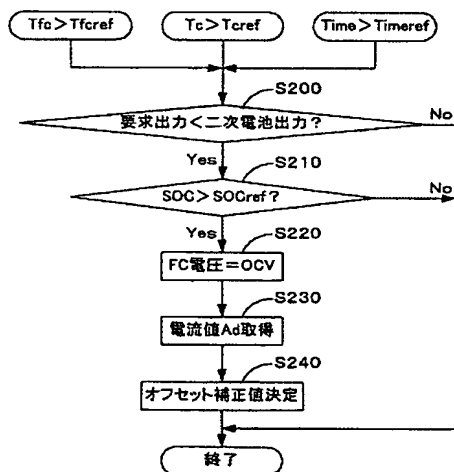 Tfc＞Tfcref
Tc＞Tcref
Time＞Timeref
S200
要求出力＜二次電池出力？
No
Yes
S210
SOC＞SOCref？
No
Yes
S220
FC電圧＝OCV
S230
電流値Ad取得
S240
オフセット補正値決定
終了